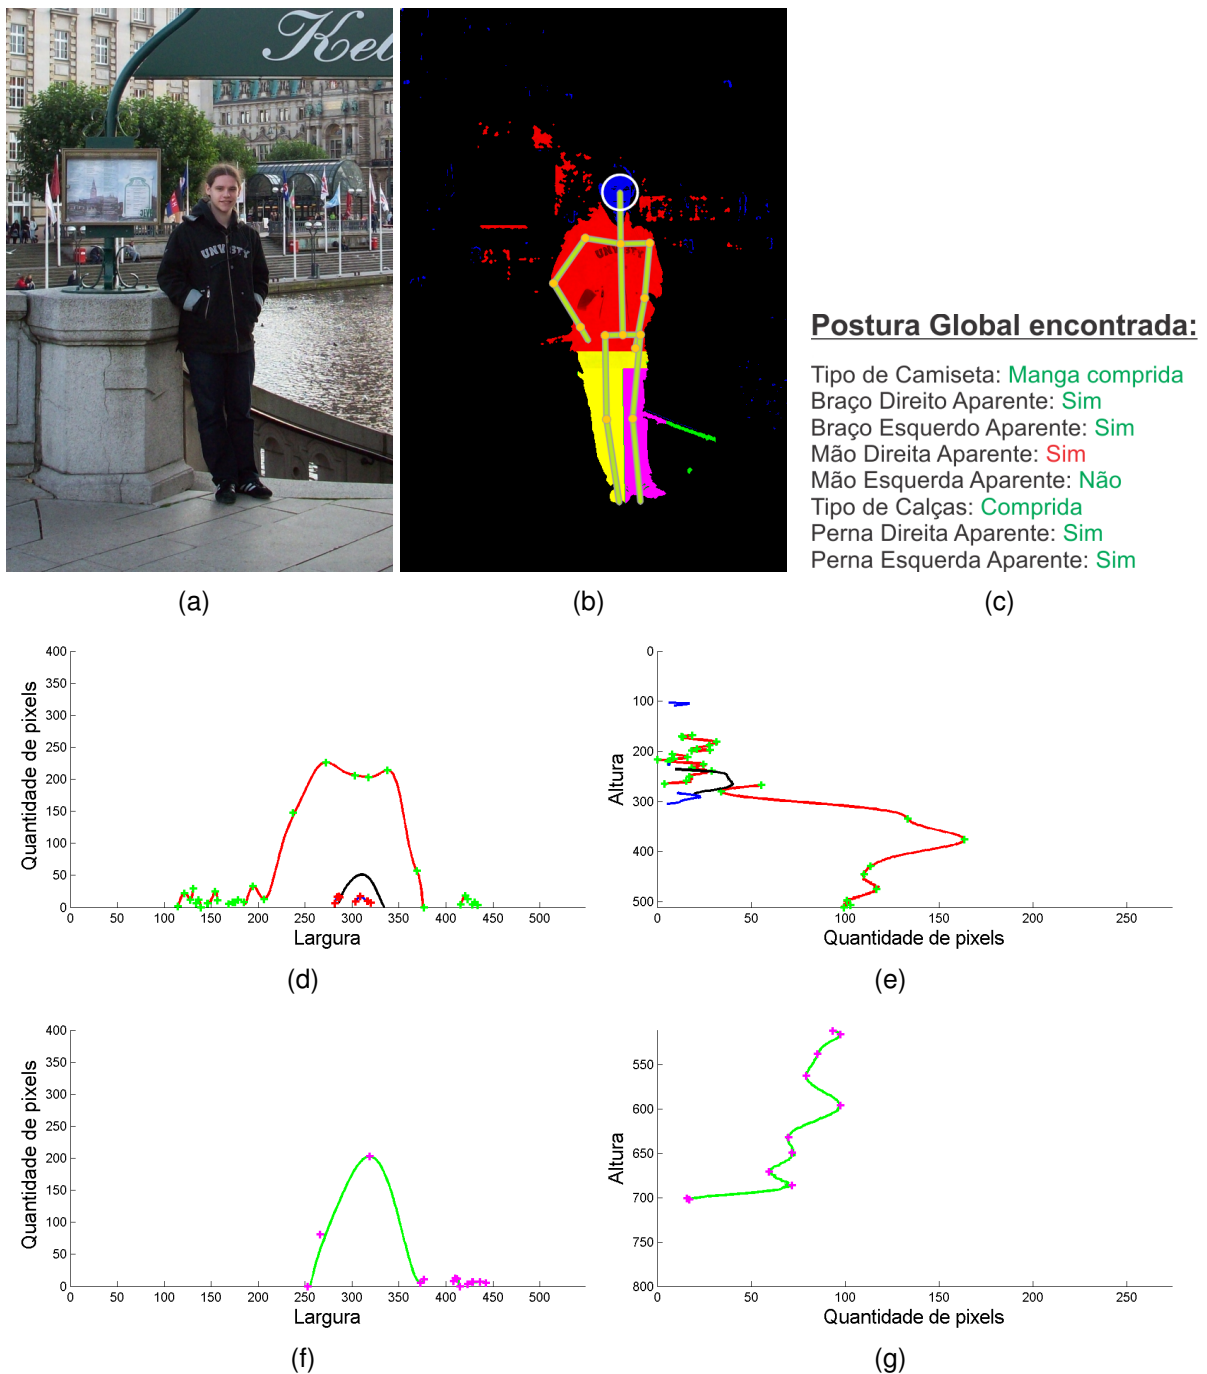 Kel
UNV STY
UNV STY
Postura Global encontrada:
Tipo de Camiseta: Manga comprida
Braço Direito Aparente: Sim
Braço Esquerdo Aparente: Sim
Mão Direita Aparente: Sim
Mão Esquerda Aparente: Não
Tipo de Calças: Comprida
Perna Direita Aparente: Sim
Perna Esquerda Aparente: Sim
(a)
(b)
(c)
Quantidade de pixels
400
350
300
250
200
150
100
50
0
0 50 100 150 200 250 300 350 400 450 500
Largura
(d)
Altura
0
100
200
300
400
500
0 50 100 150 200 250
Quantidade de pixels
(e)
Quantidade de pixels
400
350
300
250
200
150
100
50
0
0 50 100 150 200 250 300 350 400 450 500
Largura
(f)
Altura
550
600
650
700
750
800
0 50 100 150 200 250
Quantidade de pixels
(g)